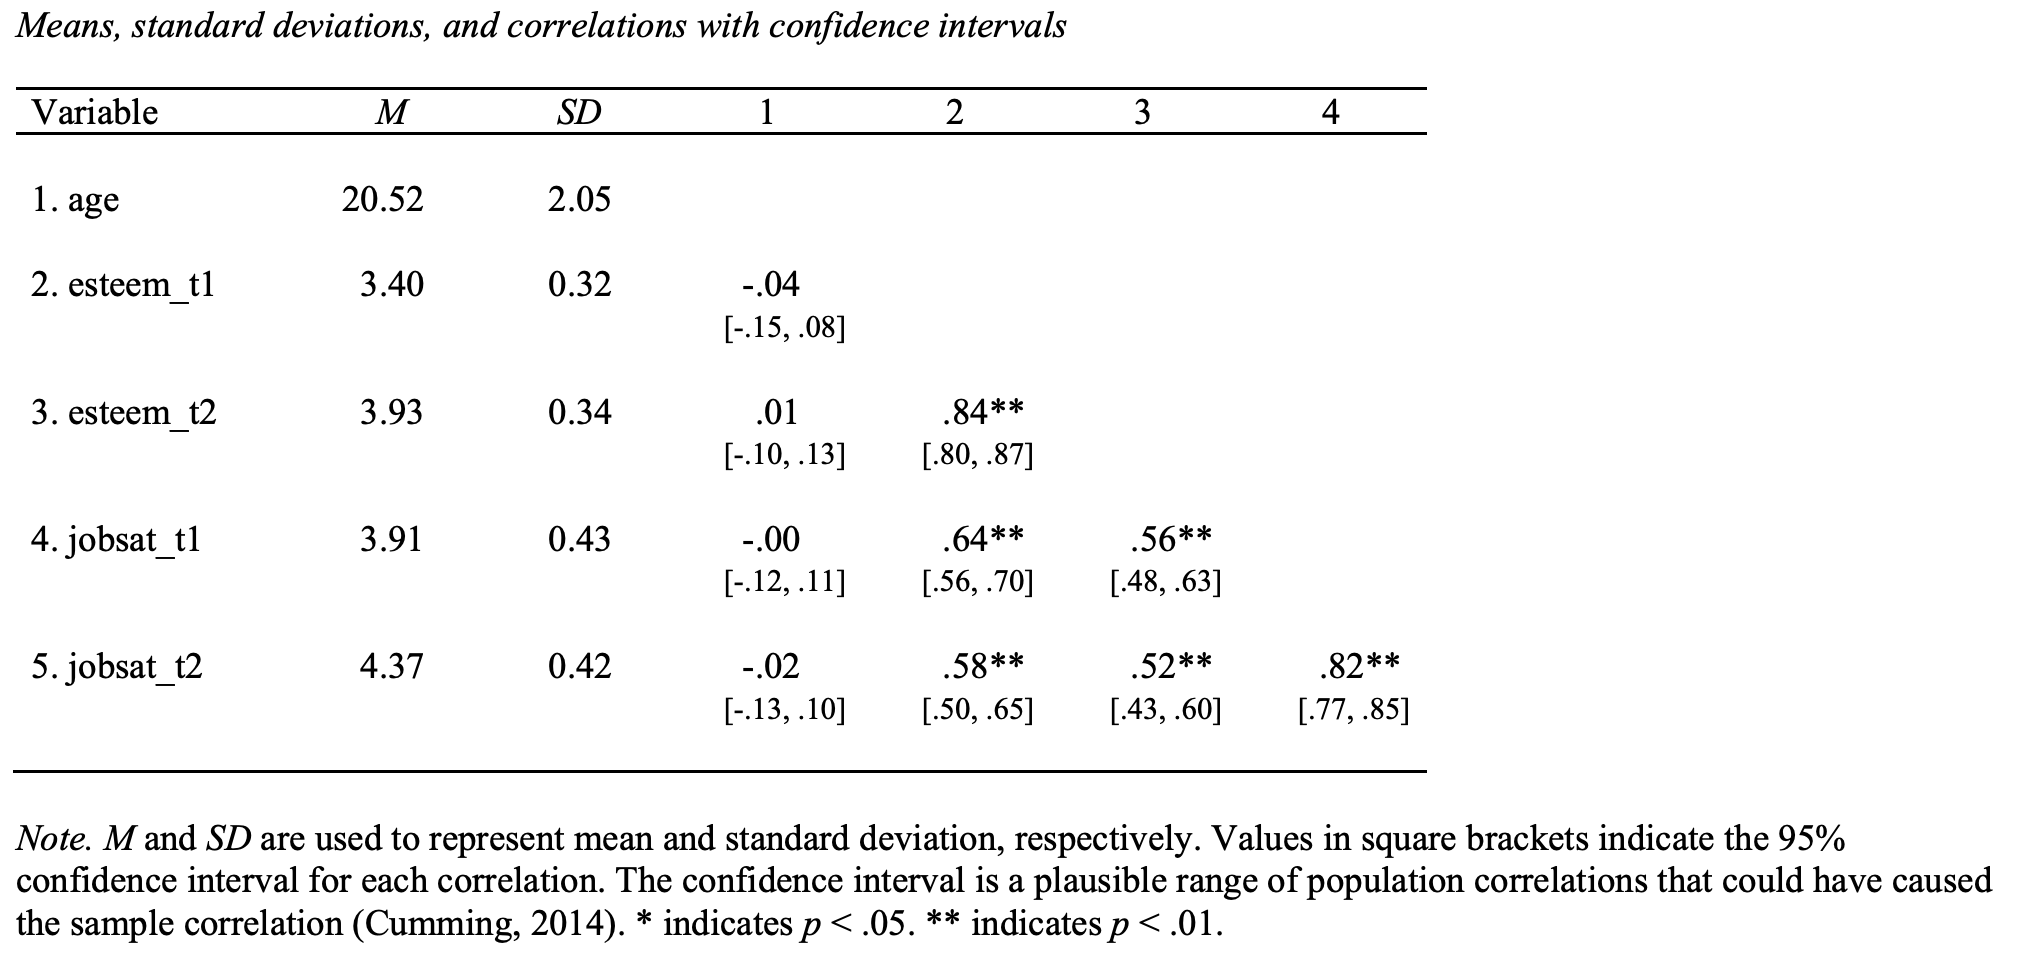 Means, standard deviations, and correlations with confidence intervals
Variable M SD 1 2 3 4
1. age 20.52 2.05
2. esteem_t1 3.40 0.32 -.04
[-.15, .08]
3. esteem_t2 3.93 0.34 .01 .84**
[-.10, .13] [.80, .87]
4. jobsat_t1 3.91 0.43 -.00 .64** .56**
[-.12, .11] [.56, .70] [.48, .63]
5. jobsat_t2 4.37 0.42 -.02 .58** .52** .82**
[-.13, .10] [.50, .65] [.43, .60] [.77, .85]
Note. M and SD are used to represent mean and standard deviation, respectively. Values in square brackets indicate the 95%
confidence interval for each correlation. The confidence interval is a plausible range of population correlations that could have caused
the sample correlation (Cumming, 2014). * indicates p < .05. ** indicates p < .01.